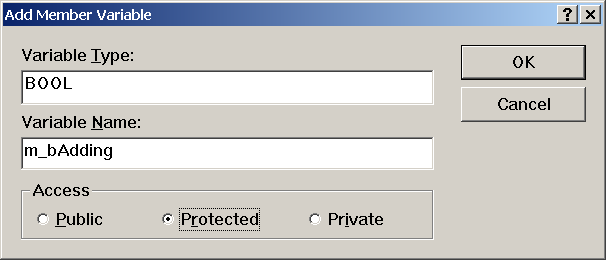 Add Member Variable
Variable Type:
OK
BOOL
Cancel
Variable Name:
m_bAdding
Access
Public Protected Private